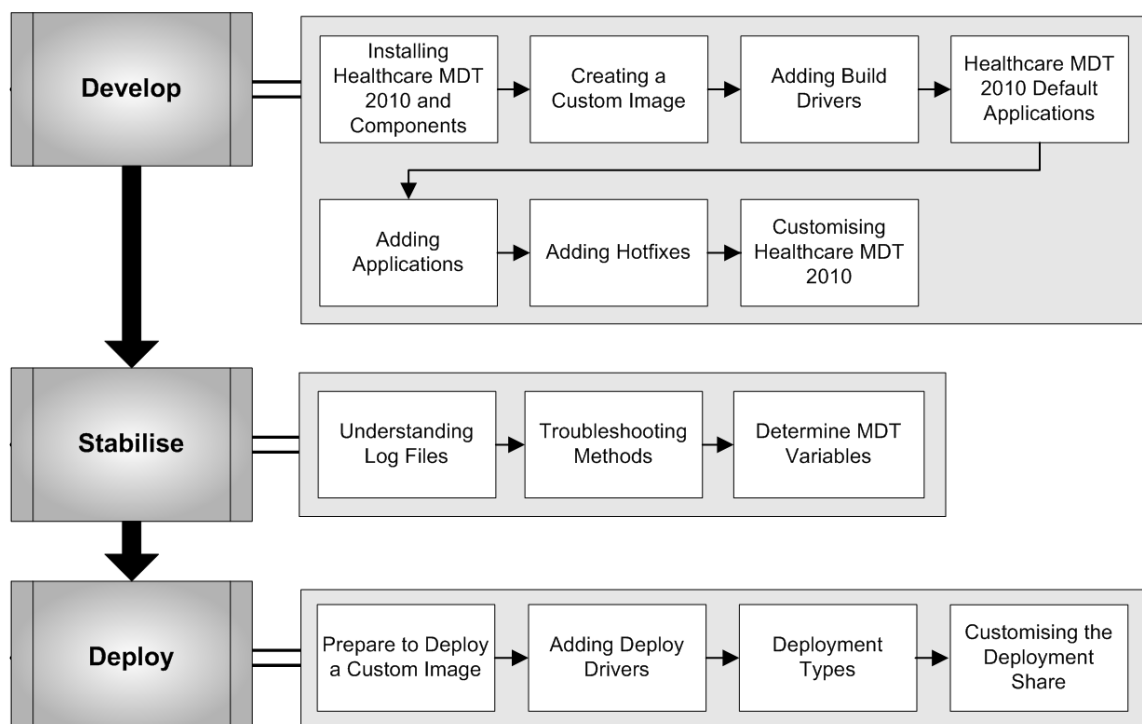 Develop
Installing
Healthcare MDT
2010 and
Components
Creating a
Custom Image
Adding Build
Drivers
Healthcare MDT
2010 Default
Applications
Adding
Applications
Adding Hotfixes
Customising
Healthcare MDT
2010
Stabilise
Understanding
Log Files
Troubleshooting
Methods
Determine MDT
Variables
Deploy
Prepare to Deploy
a Custom Image
Adding Deploy
Drivers
Deployment
Types
Customising the
Deployment
Share